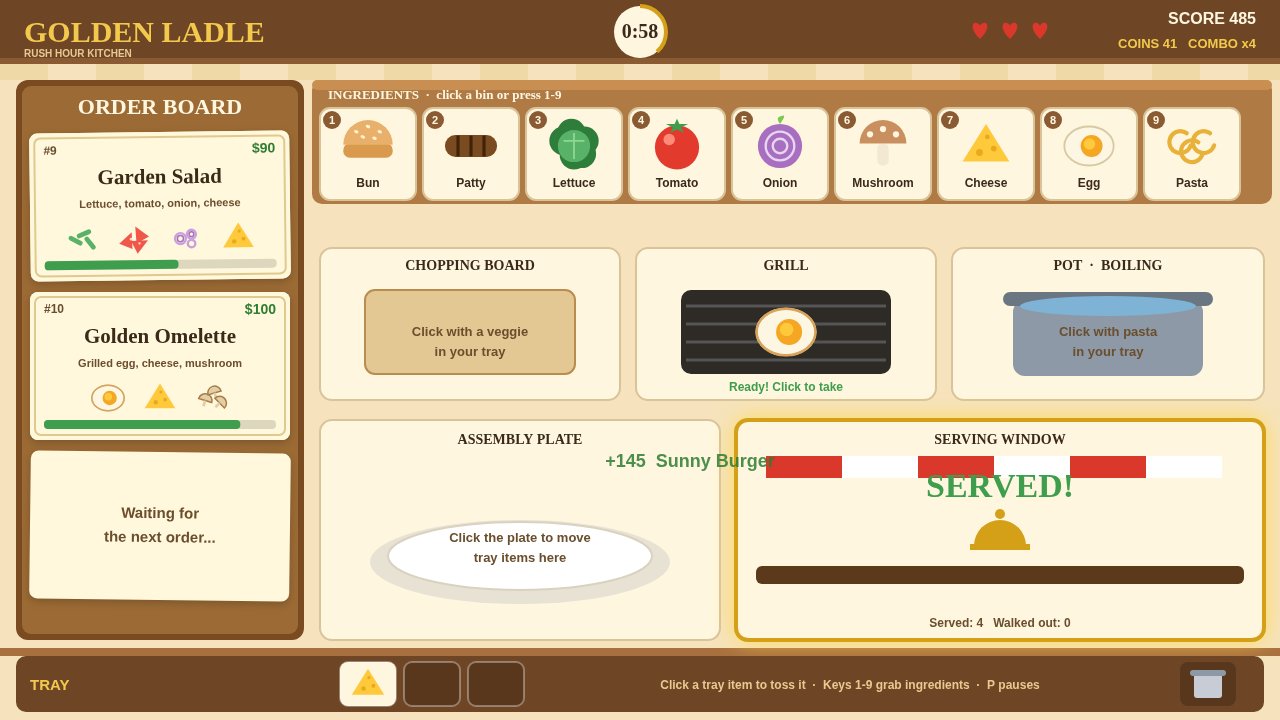 GOLDEN LADLE
RUSH HOUR KITCHEN
0:58
SCORE 485
COINS 41 COMBO x4
ORDER BOARD
#9 $90
Garden Salad
Lettuce, tomato, onion, cheese
#10 $100
Golden Omelette
Grilled egg, cheese, mushroom
Waiting for
the next order...
INGREDIENTS · click a bin or press 1-9
1 2 3 4 5 6 7 8 9
Bun Patty Lettuce Tomato Onion Mushroom Cheese Egg Pasta
CHOPPING BOARD
Click with a veggie
in your tray
GRILL
Ready! Click to take
POT · BOILING
Click with pasta
in your tray
ASSEMBLY PLATE
+145 Sunny Burger
Click the plate to move
tray items here
SERVING WINDOW
SERVED!
Served: 4 Walked out: 0
TRAY
Click a tray item to toss it · Keys 1-9 grab ingredients · P pauses